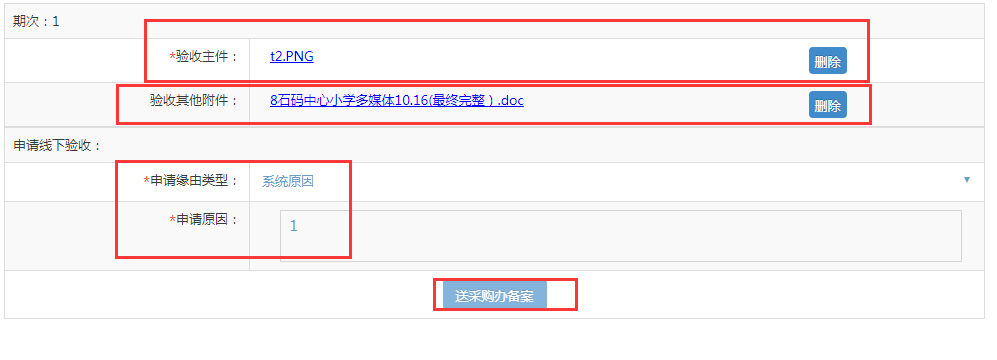 期次：1
*验收主件： t2.PNG 删除
验收其他附件： 8石码中心小学多媒体10.16(最终完整）.doc 删除
申请线下验收：
*申请缘由类型： 系统原因 ▼
*申请原因： 1
送采购办备案